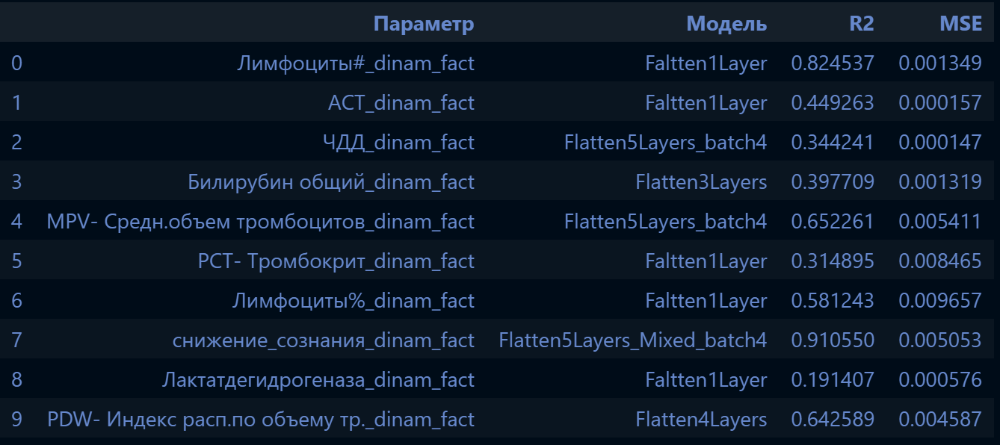 Параметр Модель R2 MSE
0 Лимфоциты#_dinam_fact Faltten1Layer 0.824537 0.001349
1 АСТ_dinam_fact Faltten1Layer 0.449263 0.000157
2 ЧДД_dinam_fact Flatten5Layers_batch4 0.344241 0.000147
3 Билирубин общий_dinam_fact Flatten3Layers 0.397709 0.001319
4 MPV- Средн.объем тромбоцитов_dinam_fact Flatten5Layers_batch4 0.652261 0.005411
5 PCT- Тромбокрит_dinam_fact Faltten1Layer 0.314895 0.008465
6 Лимфоциты%_dinam_fact Faltten1Layer 0.581243 0.009657
7 снижение_сознания_dinam_fact Flatten5Layers_Mixed_batch4 0.910550 0.005053
8 Лактатдегидрогеназа_dinam_fact Faltten1Layer 0.191407 0.000576
9 PDW- Индекс расп.по объему тр._dinam_fact Flatten4Layers 0.642589 0.004587